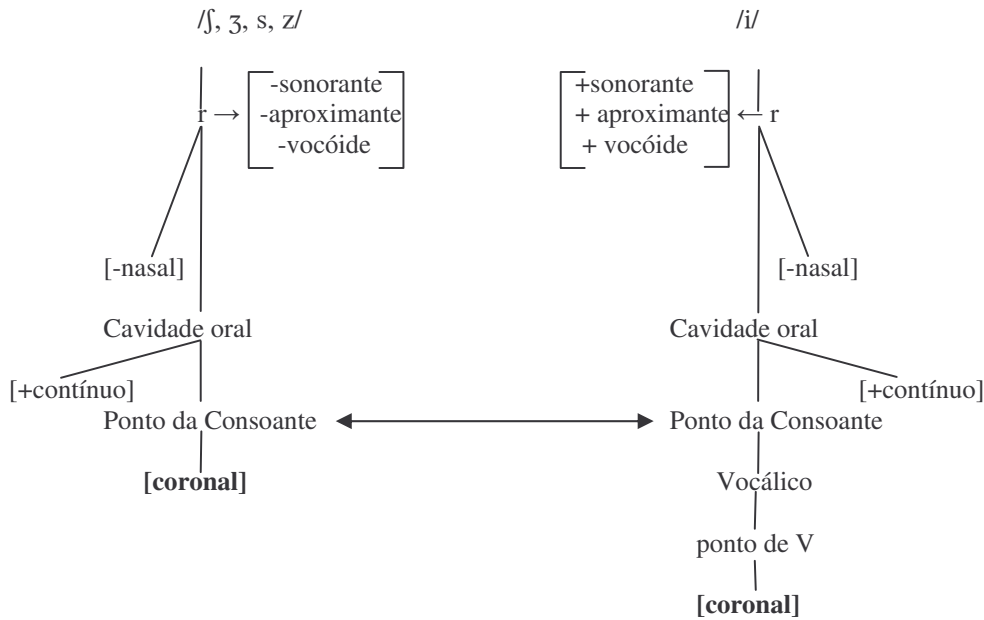 /ʃ, ʒ, s, z/ /i/
-sonorante +sonorante
r → -aproximante + aproximante ← r
-vocóide + vocóide
[-nasal] [-nasal]
Cavidade oral Cavidade oral
[+contínuo] [+contínuo]
Ponto da Consoante Ponto da Consoante
[coronal] Vocálico
ponto de V
[coronal]